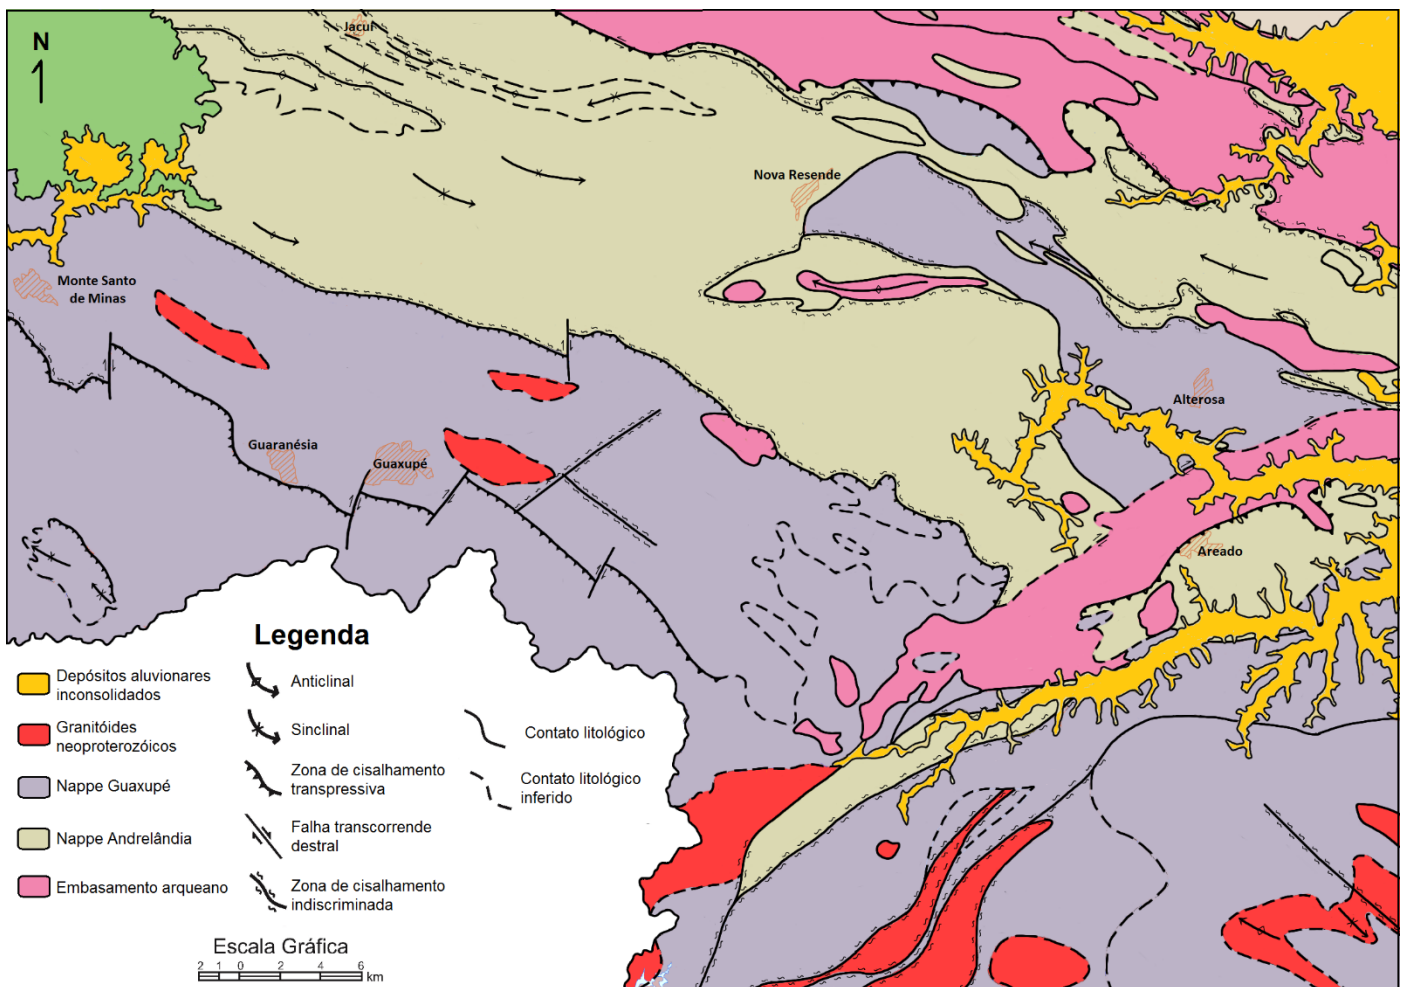 Jacuí
N
Nova Resende
Monte Santo
de Minas
Alterosa
Guaranésia
Guaxupé
Areado
Legenda
Depósitos aluvionares
inconsolidados
Granitóides
neoproterozóicos
Nappe Guaxupé
Nappe Andrelândia
Embasamento arqueano
Anticlinal
Sinclinal
Zona de cisalhamento
transpressiva
Falha transcorrende
destral
Zona de cisalhamento
indiscriminada
Contato litológico
Contato litológico
inferido
Escala Gráfica
2 1 0 2 4 6
km